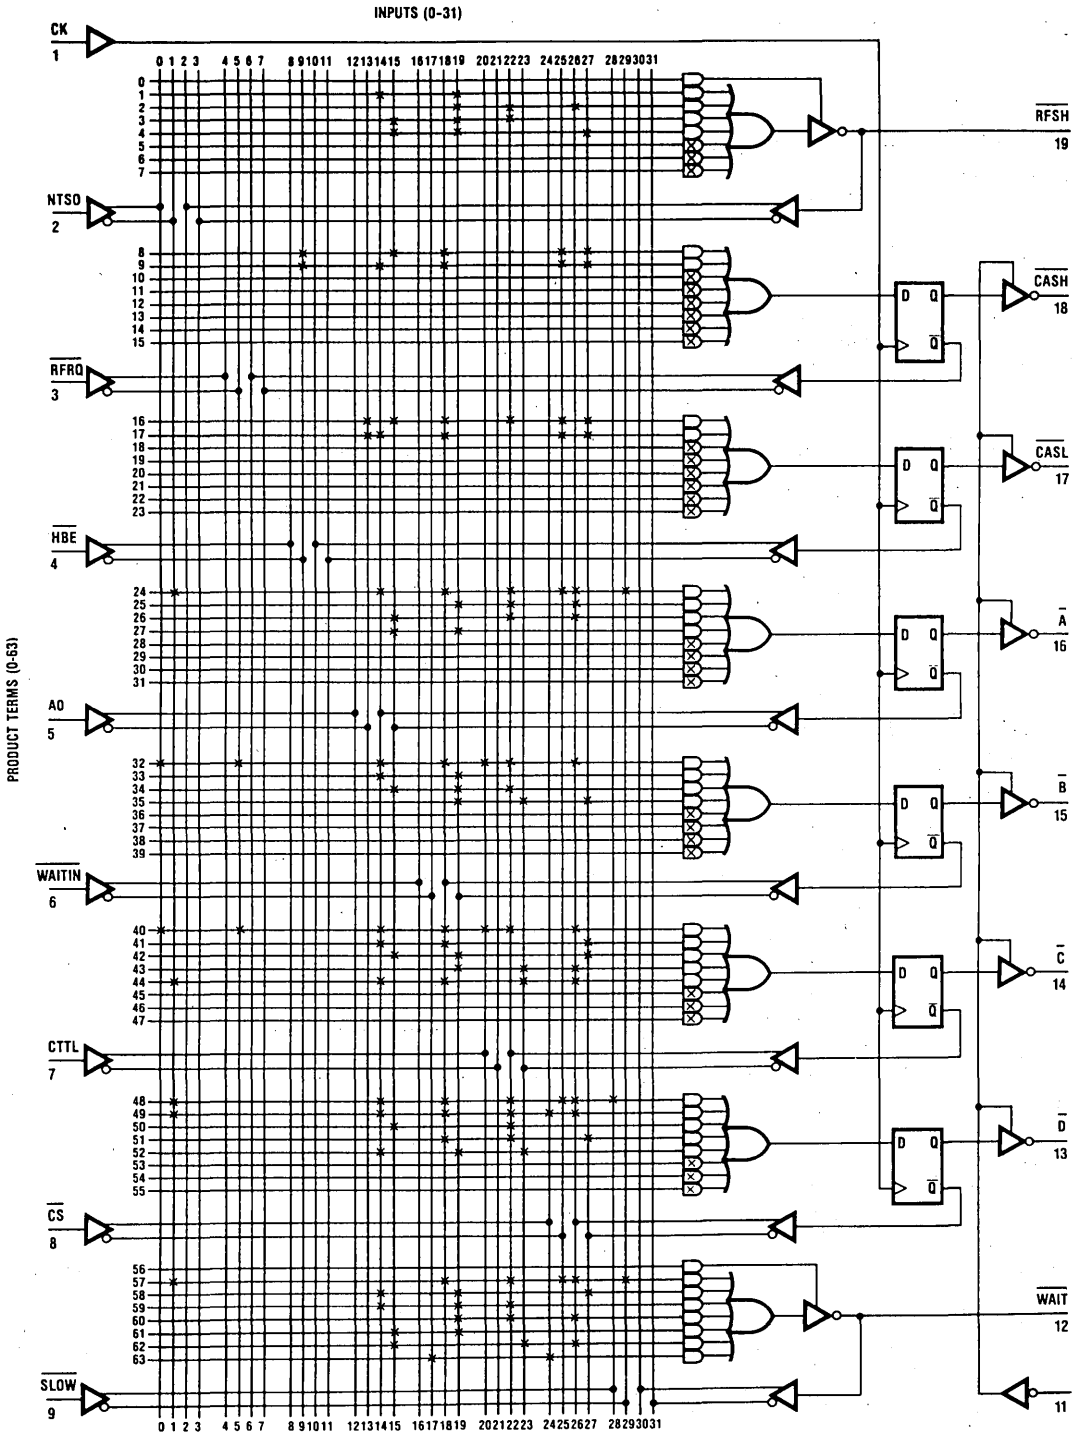 INPUTS (0-31)
CK
1
0 1 2 3 4 5 6 7 8 9 10 11 12 13 14 15 16 17 18 19 20 21 22 23 24 25 26 27 28 29 30 31
0
1
2
3
4
5
6
7
RFSH
19
NTSO
2
8
9
10
11
12
13
14
15
D Q
Q
CASH
18
RFRQ
3
16
17
18
19
20
21
22
23
D Q
Q
CASL
17
HBE
4
24
25
26
27
28
29
30
31
D Q
Q
A
16
PRODUCT TERMS (0-63)
A0
5
32
33
34
35
36
37
38
39
D Q
Q
B
15
WAITIN
6
40
41
42
43
44
45
46
47
D Q
Q
C
14
CTTL
7
48
49
50
51
52
53
54
55
D Q
Q
D
13
CS
8
56
57
58
59
60
61
62
63
WAIT
12
SLOW
9
11
0 1 2 3 4 5 6 7 8 9 10 11 12 13 14 15 16 17 18 19 20 21 22 23 24 25 26 27 28 29 30 31